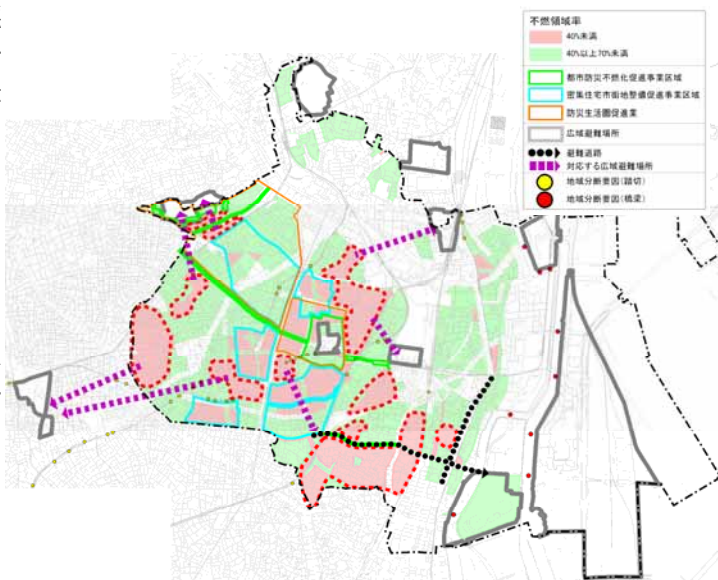 不燃領域率
40%未満
40%以上70%未満
都市防災不燃化促進事業区域
密集住宅市街地整備促進事業区域
防災生活圏促進業
広域避難場所
避難道路
対応する広域避難場所
地域分断要因(踏切)
地域分断要因(橋梁)